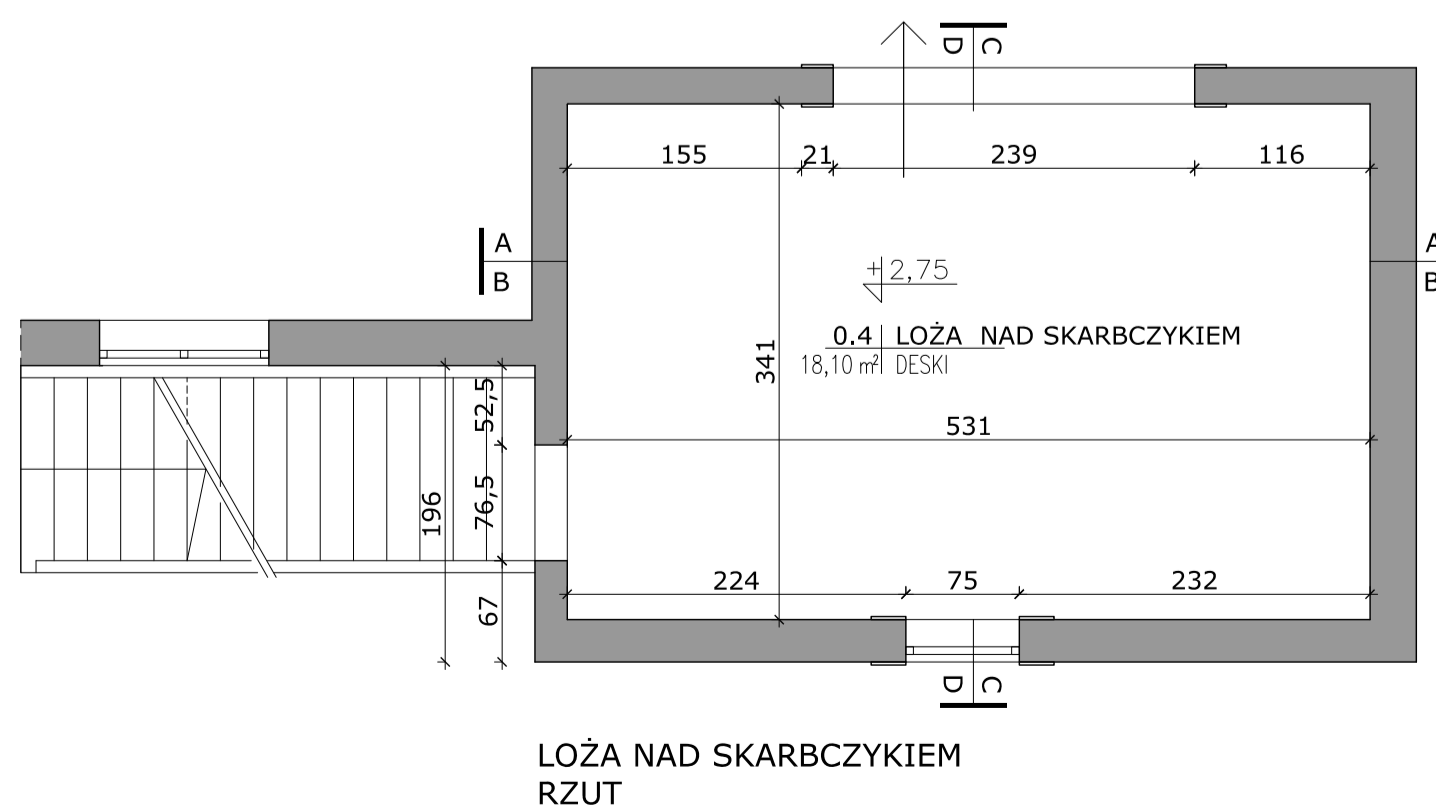 D C
155 21 239 116
A A
B B
+2,75
0.4 LOŻA NAD SKARBCZYKIEM
18,10 m² DESKI
341
531
52,5
76,5
196
67
224 75 232
D C
LOŻA NAD SKARBCZYKIEM
RZUT